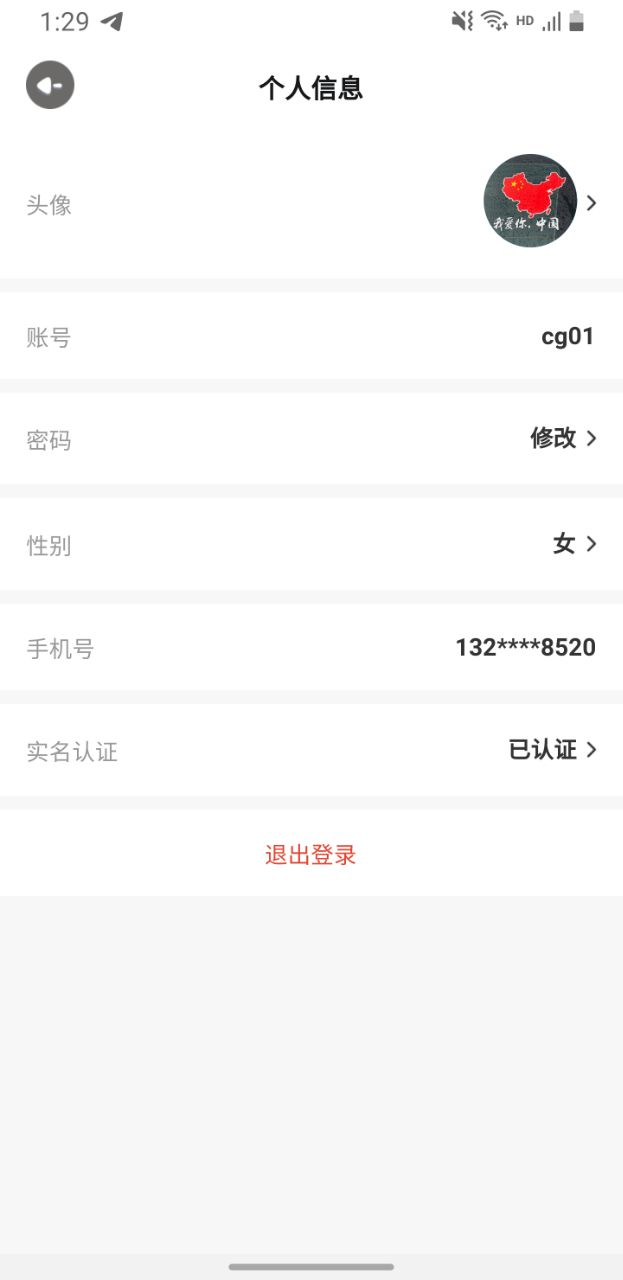 1:29
HD
个人信息
头像
我爱你，中国
账号 cg01
密码 修改
性别 女
手机号 132****8520
实名认证 已认证
退出登录